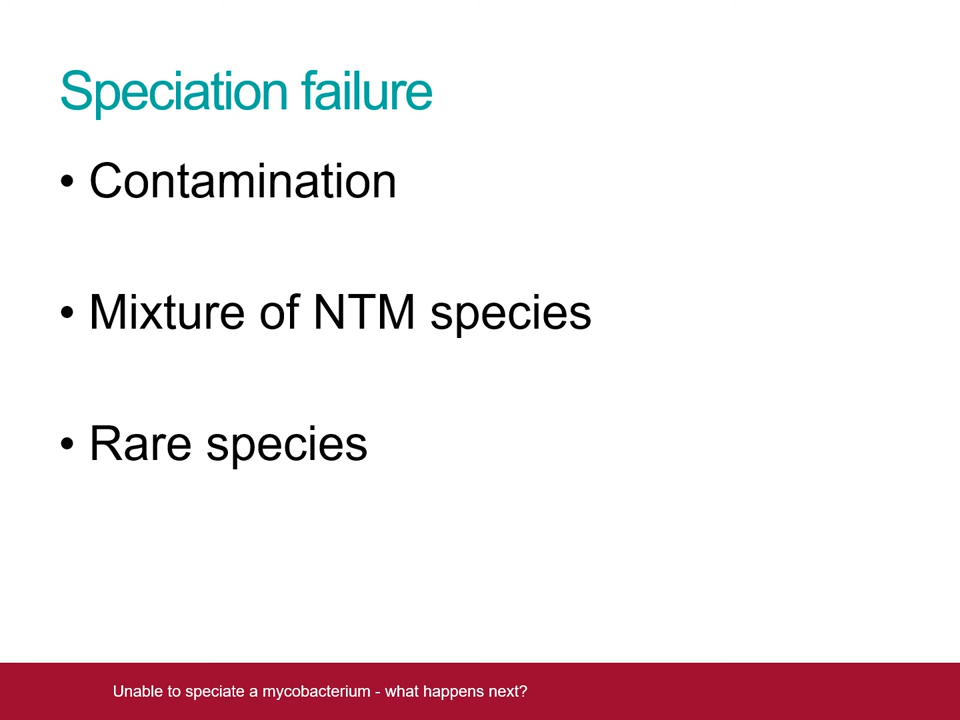 Speciation failure
• Contamination
• Mixture of NTM species
• Rare species
Unable to speciate a mycobacterium - what happens next?